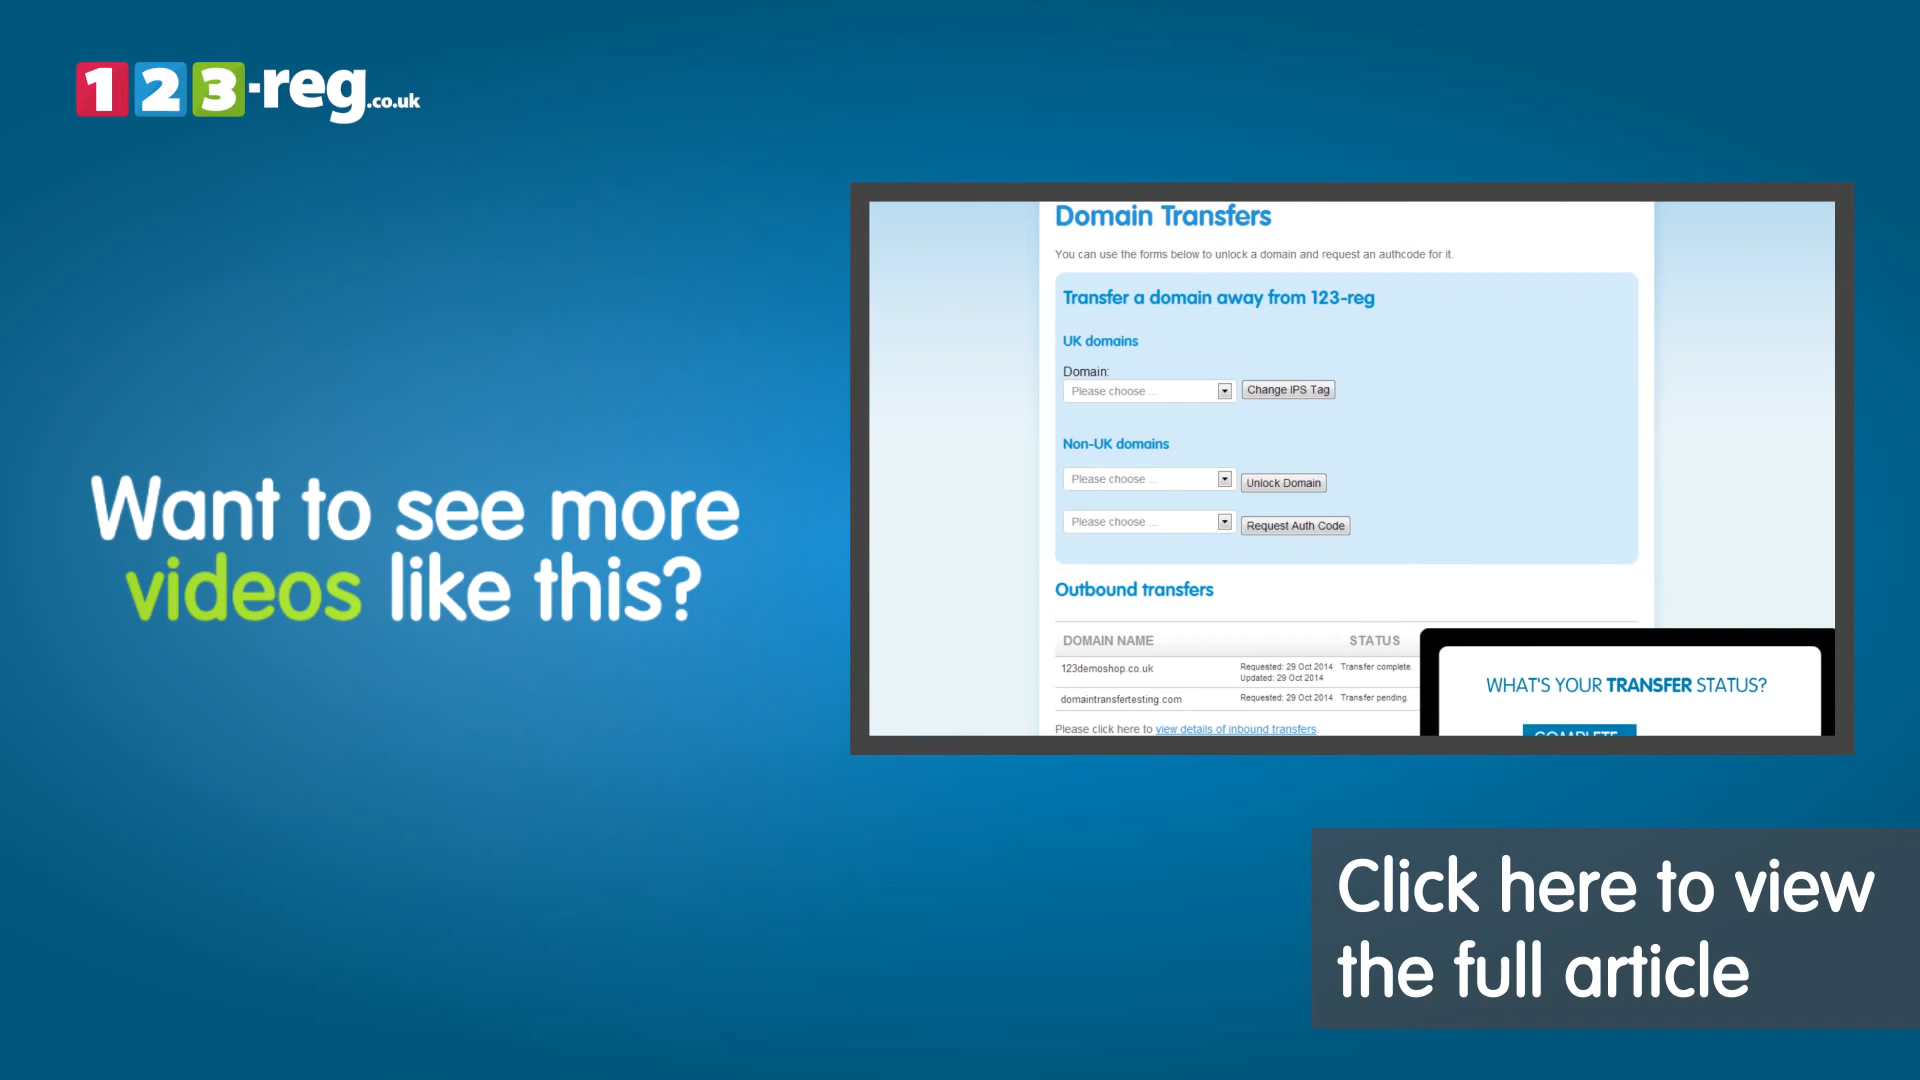 123-reg.co.uk
Want to see more
videos like this?
Domain Transfers
You can use the forms below to unlock a domain and request an authcode for it.
Transfer a domain away from 123-reg
UK domains
Domain:
Please choose ... Change IPS Tag
Non-UK domains
Please choose ... Unlock Domain
Please choose ... Request Auth Code
Outbound transfers
DOMAIN NAME STATUS
123demoshop.co.uk Requested: 29 Oct 2014 Transfer complete.
Updated: 29 Oct 2014
domaintransfertesting.com Requested: 29 Oct 2014 Transfer pending.
Please click here to view details of inbound transfers.
WHAT'S YOUR TRANSFER STATUS?
COMPLETE
Click here to view
the full article